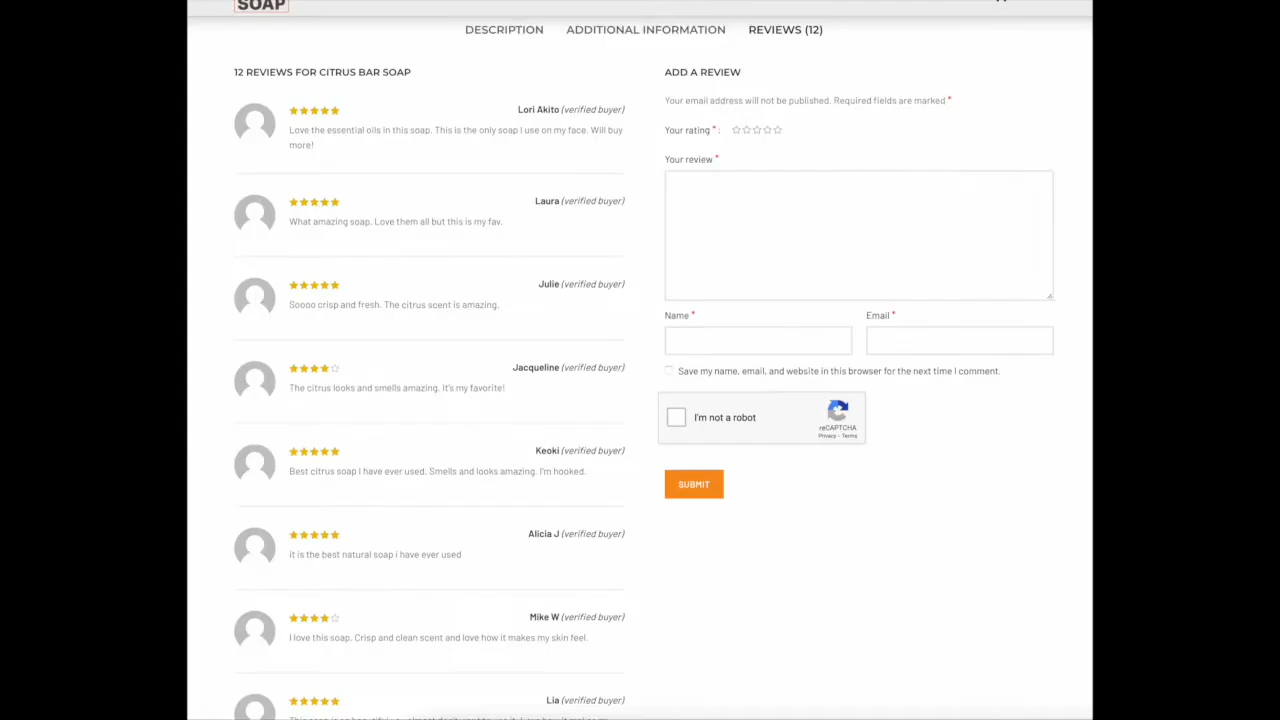 SOAP
DESCRIPTION ADDITIONAL INFORMATION REVIEWS (12)
12 REVIEWS FOR CITRUS BAR SOAP
Lori Akito (verified buyer)
Love the essential oils in this soap. This is the only soap I use on my face. Will buy
more!
Laura (verified buyer)
What amazing soap. Love them all but this is my fav.
Julie (verified buyer)
Soooo crisp and fresh. The citrus scent is amazing.
Jacqueline (verified buyer)
The citrus looks and smells amazing. It's my favorite!
Keoki (verified buyer)
Best citrus soap I have ever used. Smells and looks amazing. I'm hooked.
Alicia J (verified buyer)
it is the best natural soap i have ever used
Mike W (verified buyer)
I love this soap. Crisp and clean scent and love how it makes my skin feel.
Lia (verified buyer)
ADD A REVIEW
Your email address will not be published. Required fields are marked *
Your rating * :
Your review *
Name * Email *
Save my name, email, and website in this browser for the next time I comment.
I'm not a robot
reCAPTCHA
Privacy - Terms
SUBMIT